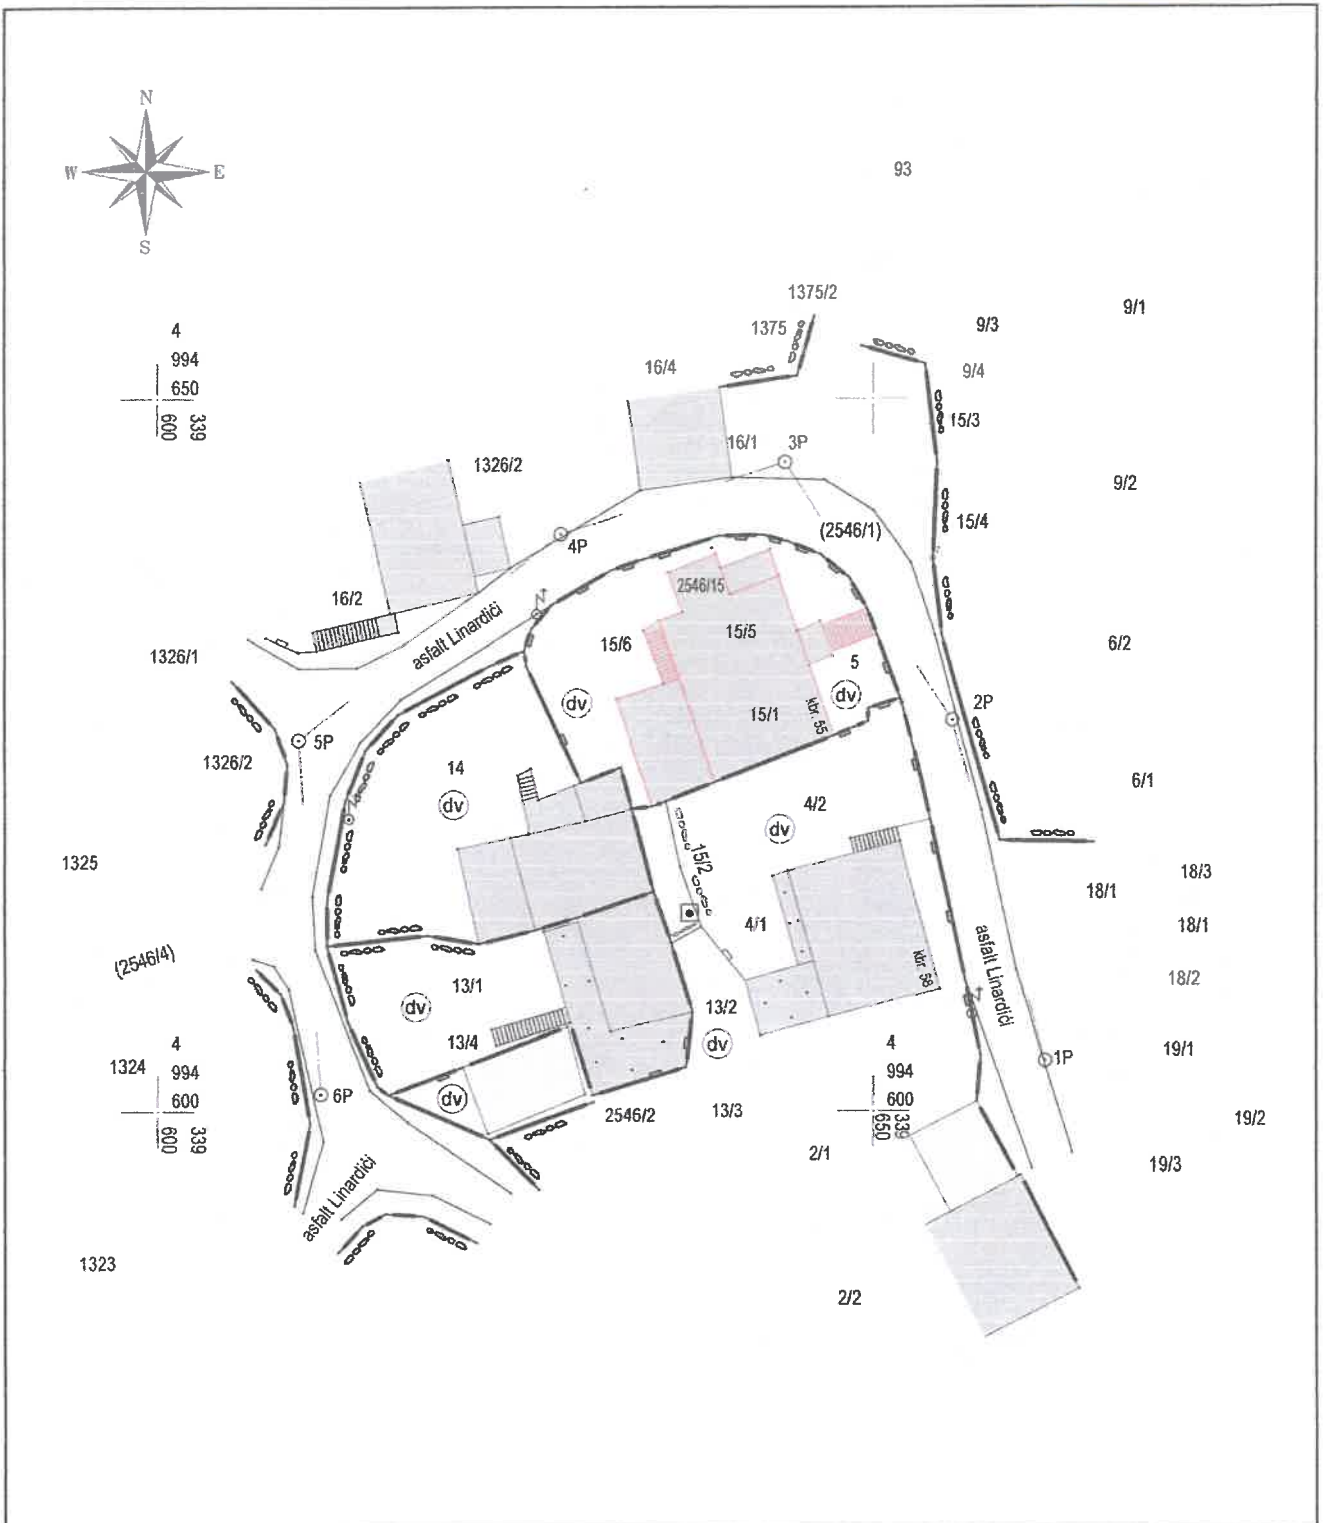 N
W E
S
93
1375/2
1375
9/3
9/1
4
994
650
600
339
16/4
9/4
15/3
16/1
3P
1326/2
9/2
15/4
(2546/1)
4P
2546/15
16/2
asfalt Linardići
15/6
15/5
6/2
1326/1
5
dv
dv
15/1
kbr. 55
2P
5P
1326/2
14
dv
4/2
dv
6/1
15/2
1325
18/3
18/1
4/1
18/1
asfalt Linardići
(2546/4)
kbr. 58
18/2
13/1
dv
13/2
dv
13/4
4
994
600
600
339
1324
4
994
600
650
339
19/1
1P
6P
dv
2546/2
13/3
19/2
2/1
19/3
asfalt Linardići
1323
2/2